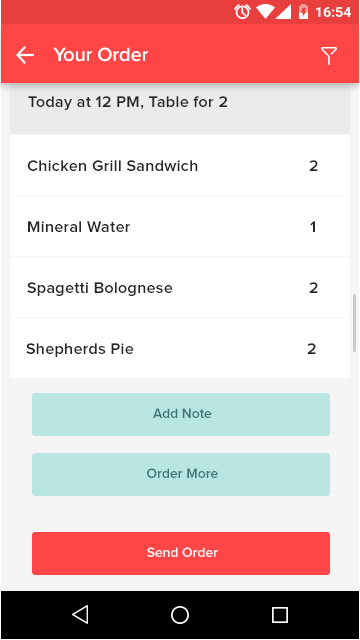 16:54
Your Order
Today at 12 PM, Table for 2
Chicken Grill Sandwich 2
Mineral Water 1
Spagetti Bolognese 2
Shepherds Pie 2
Add Note
Order More
Send Order